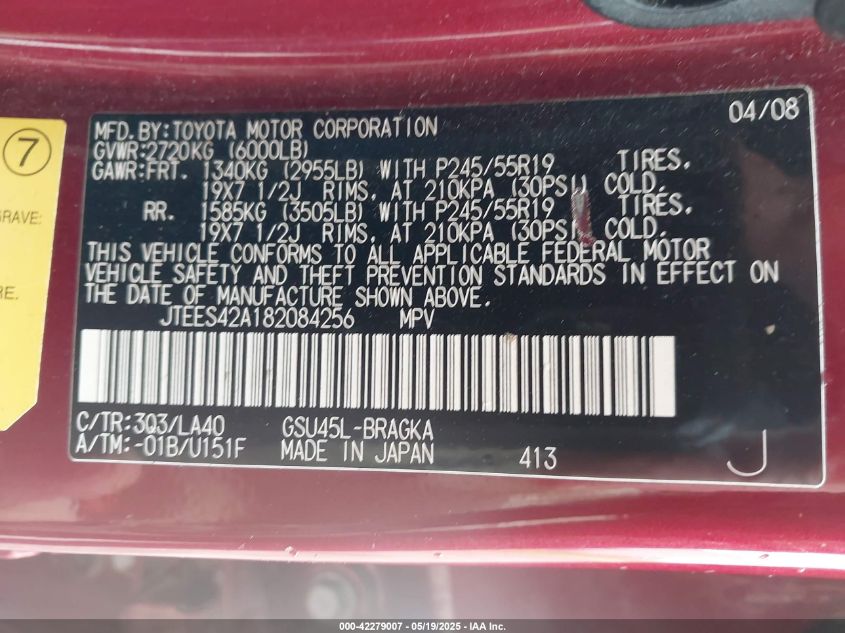 04/08
MFD.BY:TOYOTA MOTOR CORPORATION
GVWR:2720KG (6000LB)
GAWR:FRT. 1340KG (2955LB) WITH P245/55R19 TIRES,
19X7 1/2J RIMS, AT 210KPA (30PSI) COLD.
RR. 1585KG (3505LB) WITH P245/55R19 TIRES,
19X7 1/2J RIMS, AT 210KPA (30PSI) COLD.
THIS VEHICLE CONFORMS TO ALL APPLICABLE FEDERAL MOTOR
VEHICLE SAFETY AND THEFT PREVENTION STANDARDS IN EFFECT ON
THE DATE OF MANUFACTURE SHOWN ABOVE.
JTEES42A182084256 MPV
C/TR:3Q3/LA40 GSU45L-BRAGKA
A/TM:-01B/U151F MADE IN JAPAN 413 J
7
GRAVE:
RE.
000-42279007 - 05/19/2025 - IAA Inc.